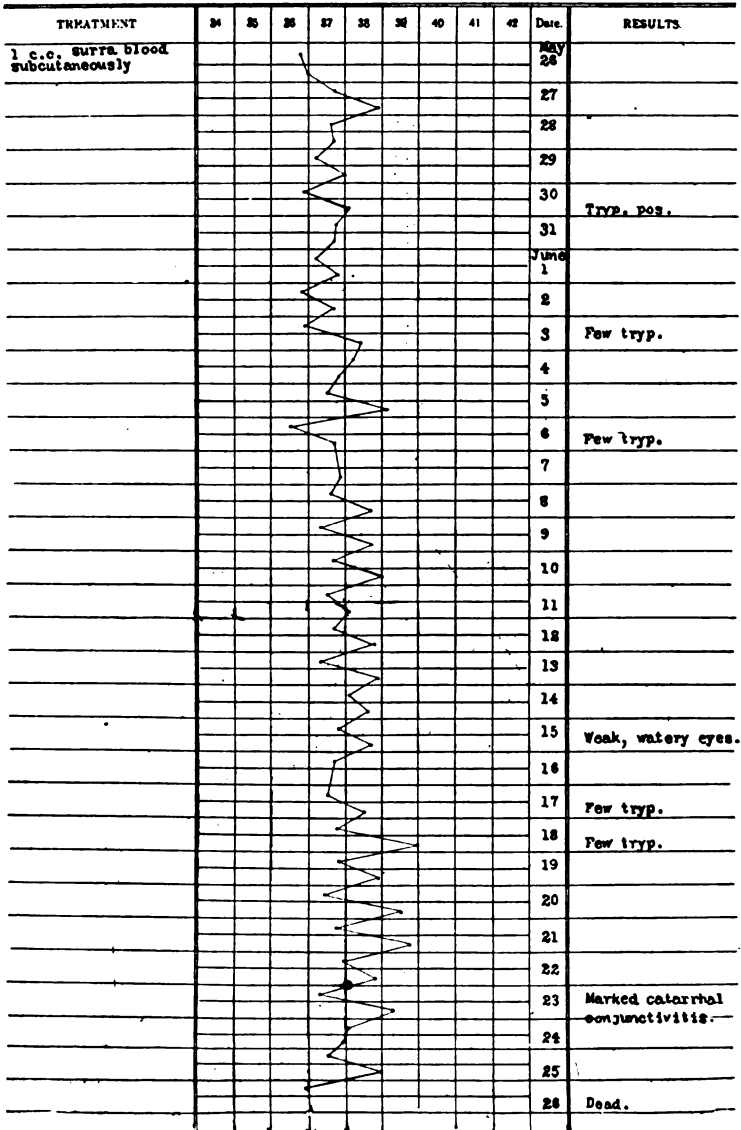 TREATMENT 34 35 36 37 38 39 40 41 42 Date. RESULTS.
1 c.c. surra blood
subcutaneously
May
26
27
28
29
30
Tryp. pos.
31
June
1
2
3 Few tryp.
4
5
6 Few tryp.
7
8
9
10
11
12
13
14
15 Weak, watery eyes.
16
17 Few tryp.
18 Few tryp.
19
20
21
22
23 Marked catarrhal
conjunctivitis.
24
25
26 Dead.